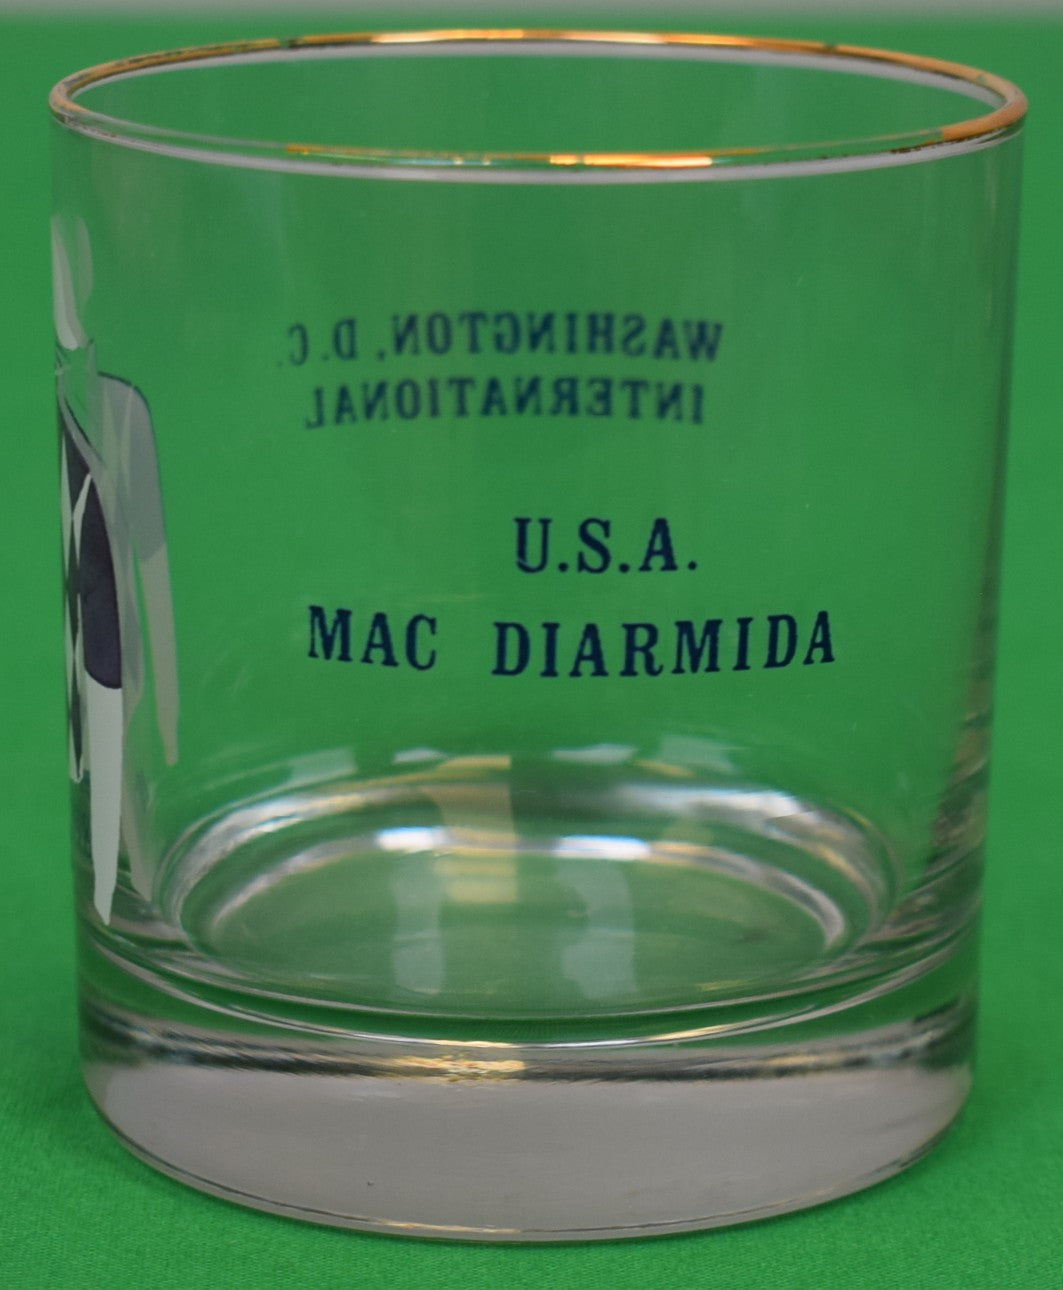 WASHINGTON, D.C.
INTERNATIONAL
U.S.A.
MAC DIARMIDA